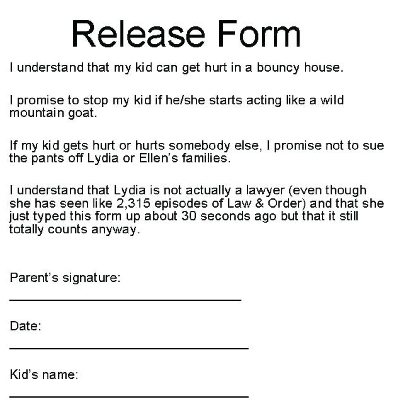 Release Form
I understand that my kid can get hurt in a bouncy house.
I promise to stop my kid if he/she starts acting like a wild
mountain goat.
If my kid gets hurt or hurts somebody else, I promise not to sue
the pants off Lydia or Ellen's families.
I understand that Lydia is not actually a lawyer (even though
she has seen like 2,315 episodes of Law & Order) and that she
just typed this form up about 30 seconds ago but that it still
totally counts anyway.
Parent's signature:
Date:
Kid's name: